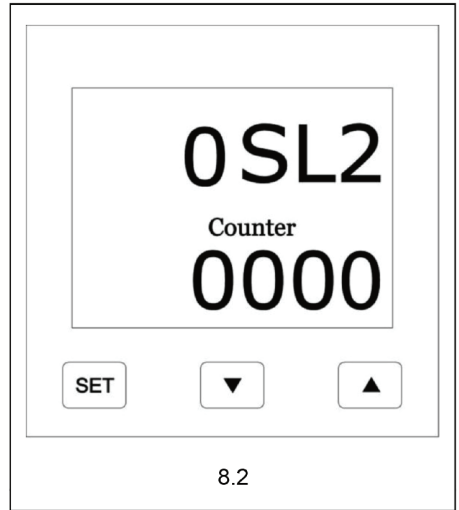 0SL2
Counter
0000
SET ▼ ▲
8.2